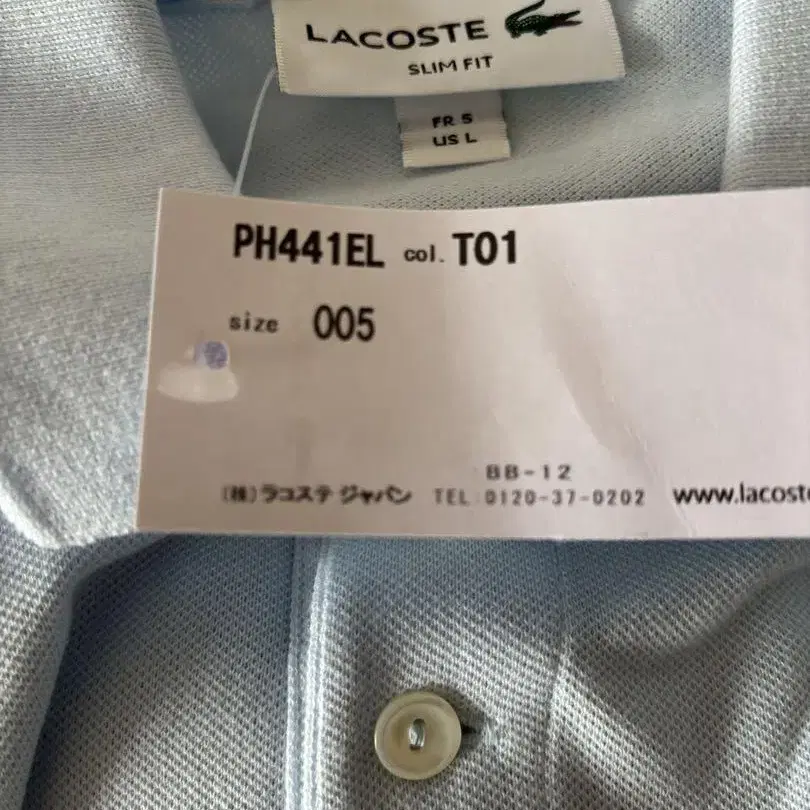 LACOSTE
SLIM FIT
FR 5
US L
PH441EL col. T01
size 005
BB-12
(株)ラコステ ジャパン TEL:0120-37-0202 www.lacoste